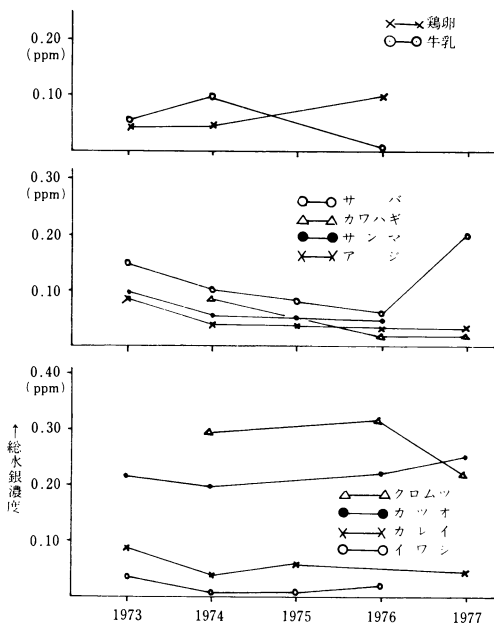 0.20
(ppm)
0.10
鶏卵
牛乳
0.30
(ppm)
0.20
0.10
サバ
カワハギ
サンマ
アジ
0.40
(ppm)
0.30
0.20
0.10
↑総水銀濃度
クロムツ
カツオ
カレイ
イワシ
1973 1974 1975 1976 1977